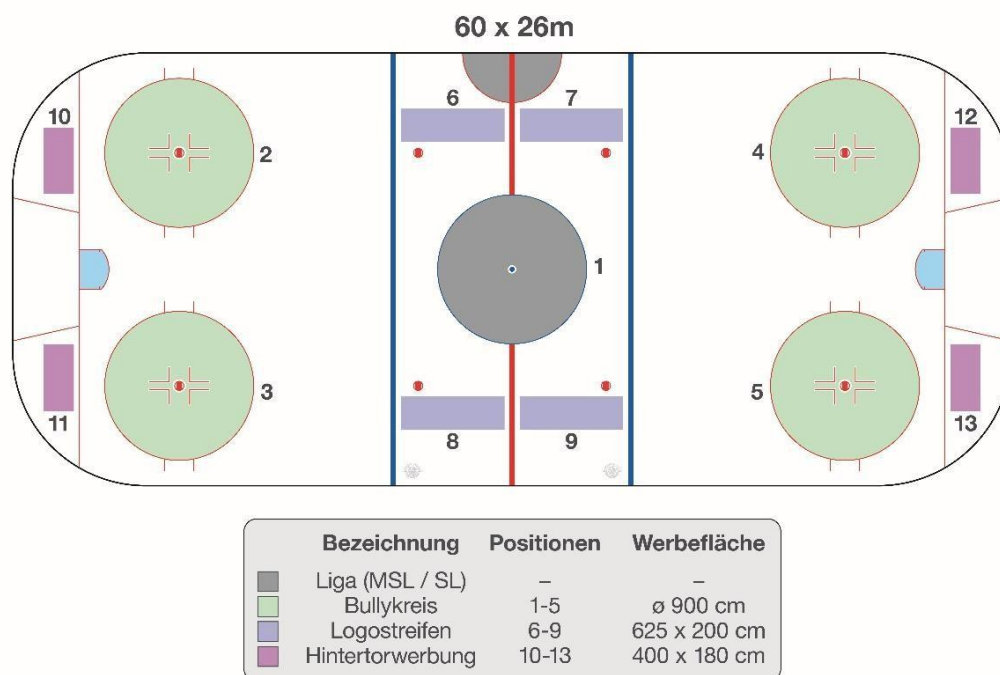 60 x 26m
6 7
10 12
2 4
1
3 5
11 8 9 13
Bezeichnung Positionen Werbefläche
Liga (MSL / SL) – –
Bullykreis 1-5 ø 900 cm
Logostreifen 6-9 625 x 200 cm
Hintertorwerbung 10-13 400 x 180 cm